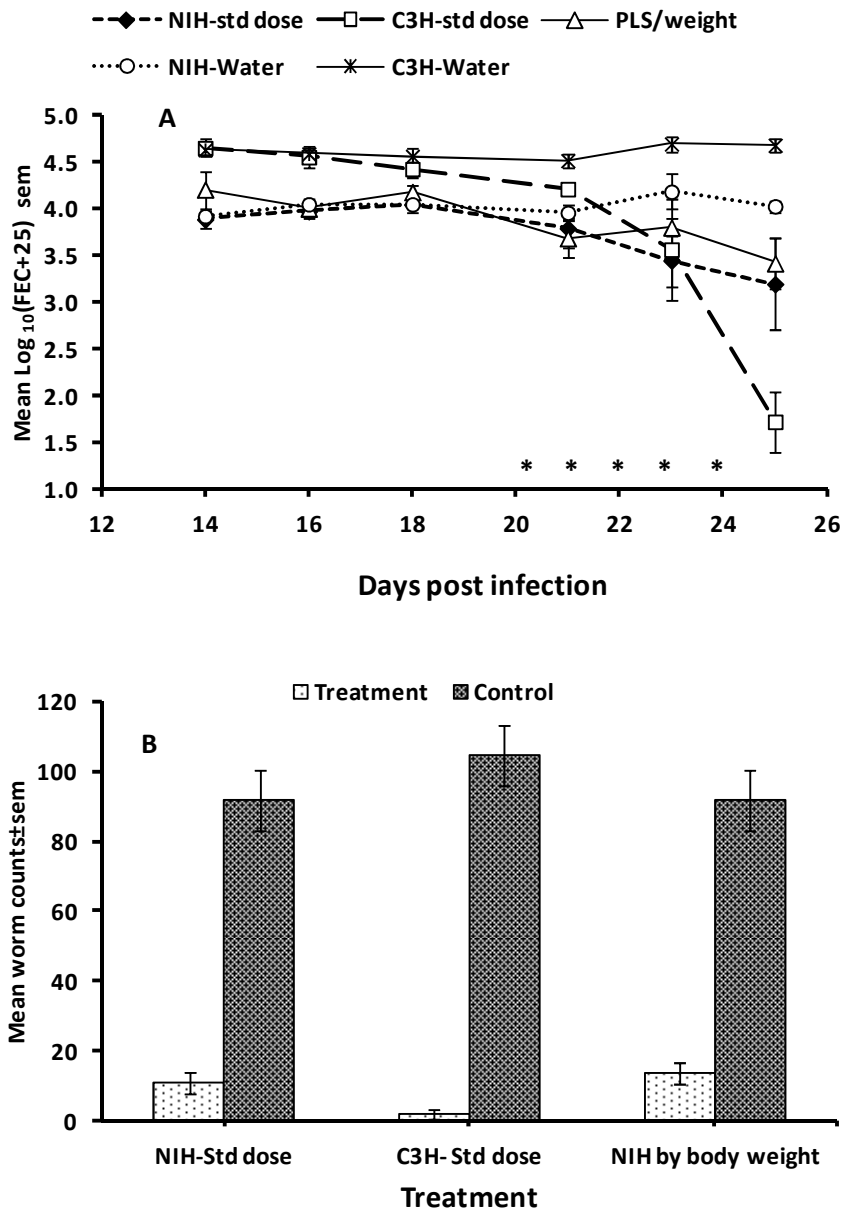 NIH-std dose C3H-std dose PLS/weight
NIH-Water C3H-Water
A
5.0
4.5
4.0
3.5
3.0
2.5
2.0
1.5
1.0
Mean Log 10(FEC+25) sem
* * * * *
12 14 16 18 20 22 24 26
Days post infection
Treatment Control
B
120
100
80
60
40
20
0
Mean worm counts±sem
NIH-Std dose C3H- Std dose NIH by body weight
Treatment